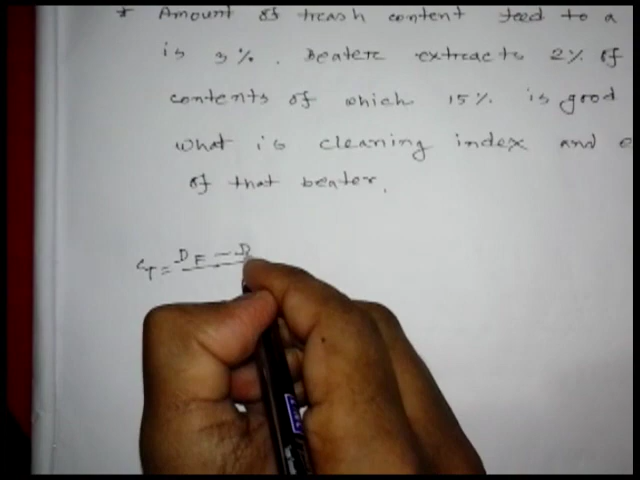 * Amount of trash content feed to a
is 3%. Beater extracts 2% of
contents of which 15% is good
what is cleaning index and e
of that beater.
CI = DF - D